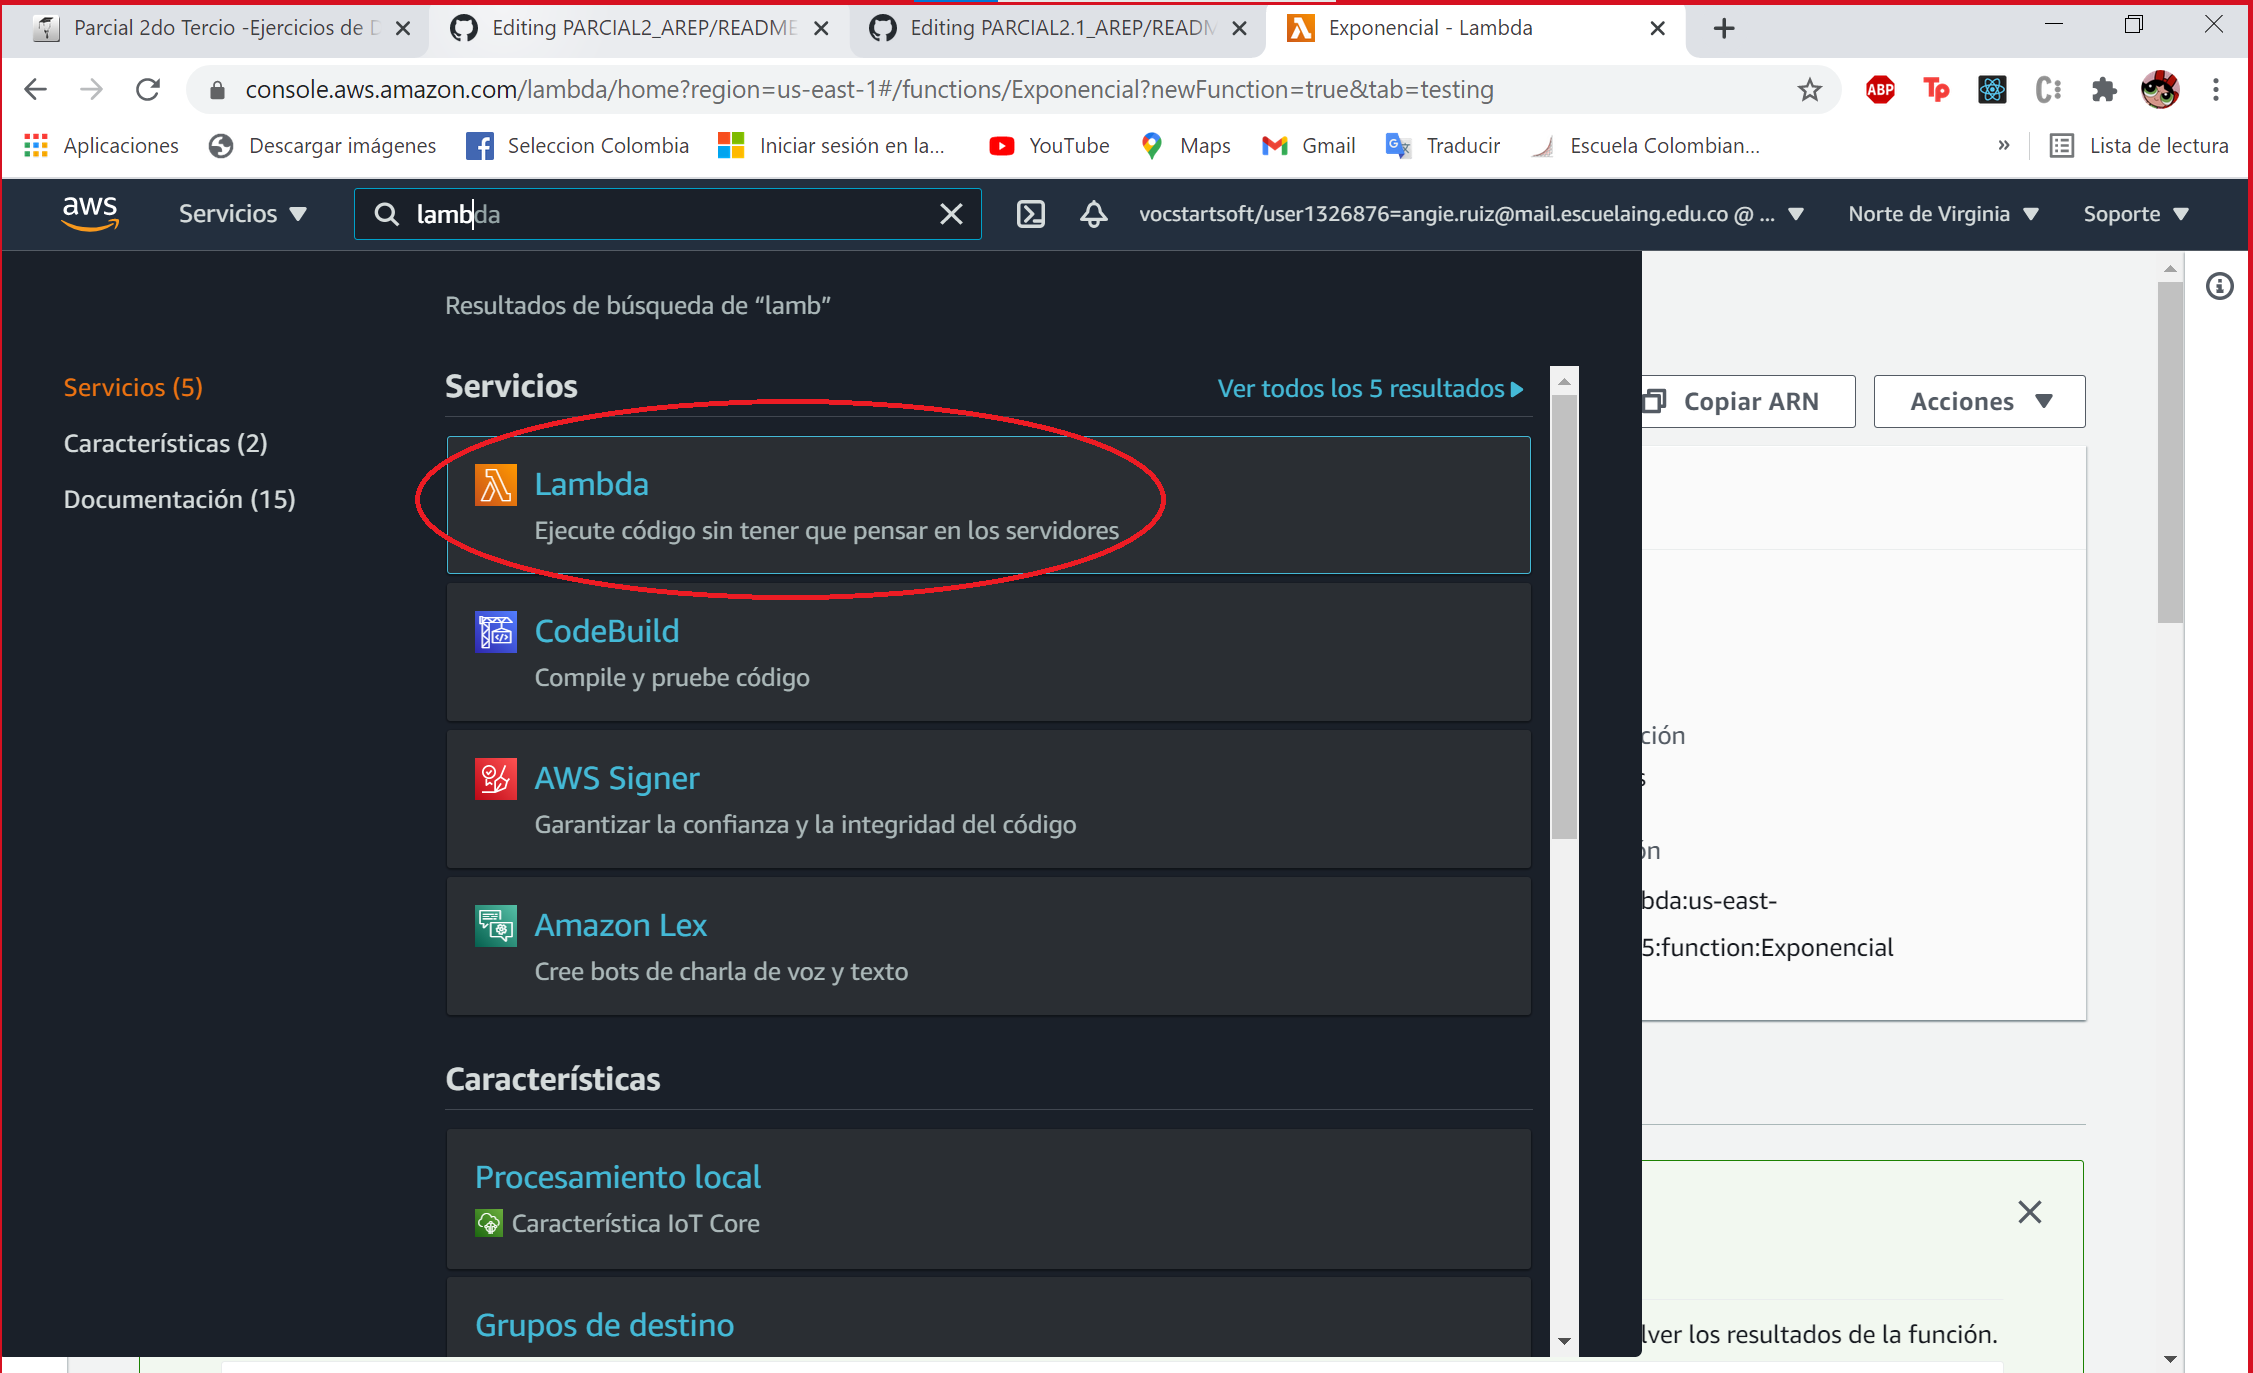 Parcial 2do Tercio -Ejercicios de D
Editing PARCIAL2_AREP/README
Editing PARCIAL2.1_AREP/READM
Exponencial - Lambda
console.aws.amazon.com/lambda/home?region=us-east-1#/functions/Exponencial?newFunction=true&tab=testing
ABP
Tp
Aplicaciones
Descargar imágenes
Seleccion Colombia
Iniciar sesión en la...
YouTube
Maps
Gmail
Traducir
Escuela Colombian...
»
Lista de lectura
aws
Servicios
lambda
vocstartsoft/user1326876=angie.ruiz@mail.escuelaing.edu.co @ ...
Norte de Virginia
Soporte
Resultados de búsqueda de “lamb”
Servicios (5)
Características (2)
Documentación (15)
Servicios
Ver todos los 5 resultados
Lambda
Ejecute código sin tener que pensar en los servidores
CodeBuild
Compile y pruebe código
AWS Signer
Garantizar la confianza y la integridad del código
Amazon Lex
Cree bots de charla de voz y texto
Características
Procesamiento local
Característica IoT Core
Grupos de destino
Copiar ARN
Acciones
ción
s
ón
bda:us-east-
5:function:Exponencial
lver los resultados de la función.